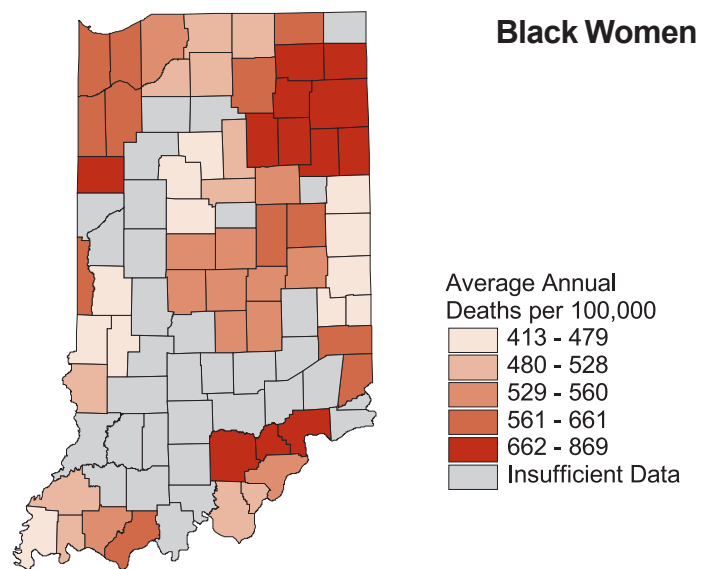 Black Women
Average Annual
Deaths per 100,000
413 - 479
480 - 528
529 - 560
561 - 661
662 - 869
Insufficient Data